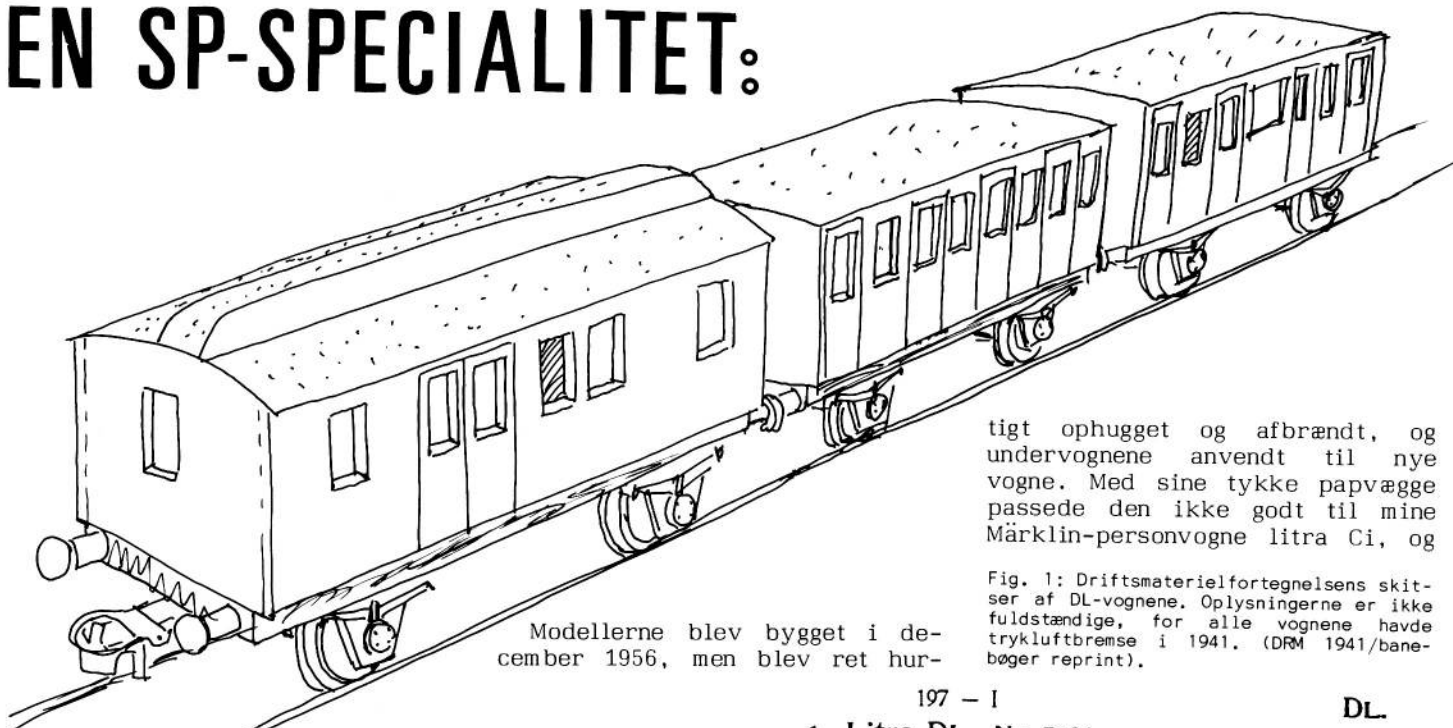 EN SP-SPECIALITET:
Modellerne blev bygget i de-
cember 1956, men blev ret hur-
tigt ophugget og afbrændt, og
undervognene anvendt til nye
vogne. Med sine tykke papvægge
passede den ikke godt til mine
Märklin-personvogne litra Ci, og
Fig. 1: Driftsmaterielfortegnelsens skit-
ser af DL-vognene. Oplysningerne er ikke
fuldstændige, for alle vognene havde
trykluftbremse i 1941. (DRM 1941/bane-
bøger reprint).
197 – I
DL.
Litra DL